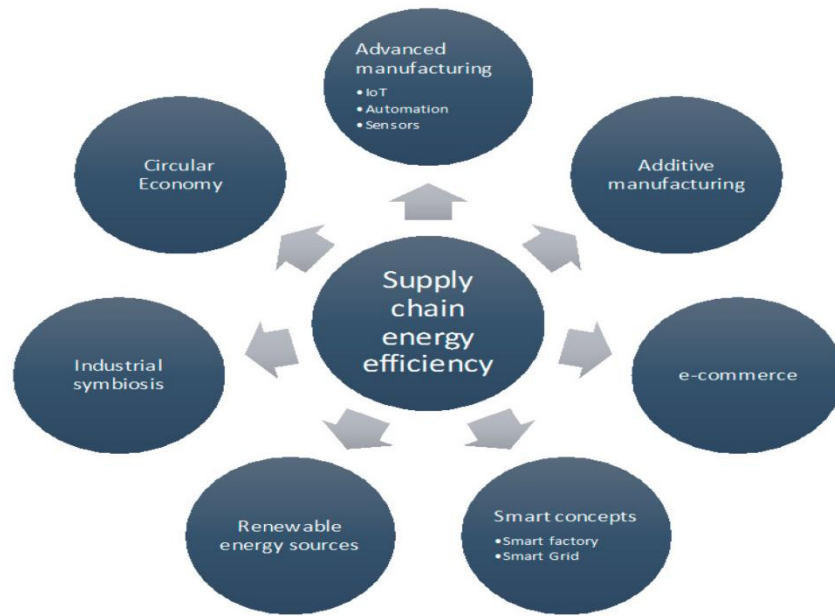 Advanced
manufacturing
•IoT
•Automation
•Sensors
Additive
manufacturing
e-commerce
Smart concepts
•Smart factory
•Smart Grid
Renewable
energy sources
Industrial
symbiosis
Circular
Economy
Supply
chain
energy
efficiency